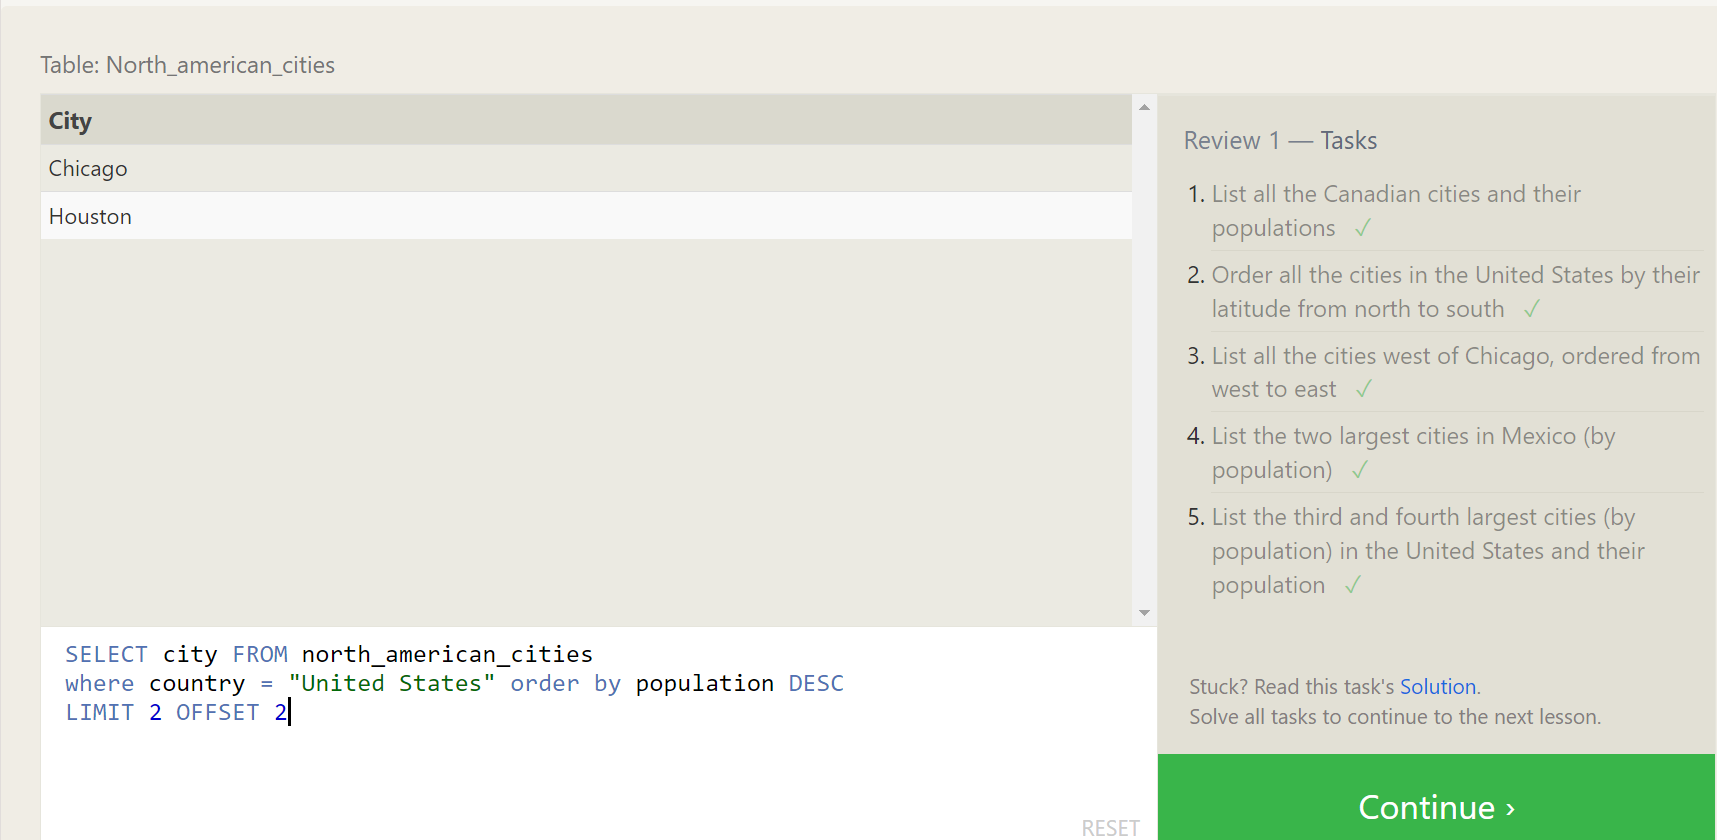 Table: North_american_cities
City
Chicago
Houston
SELECT city FROM north_american_cities
where country = "United States" order by population DESC
LIMIT 2 OFFSET 2
RESET
Review 1 — Tasks
1. List all the Canadian cities and their
populations ✓
2. Order all the cities in the United States by their
latitude from north to south ✓
3. List all the cities west of Chicago, ordered from
west to east ✓
4. List the two largest cities in Mexico (by
population) ✓
5. List the third and fourth largest cities (by
population) in the United States and their
population ✓
Stuck? Read this task's Solution.
Solve all tasks to continue to the next lesson.
Continue ›